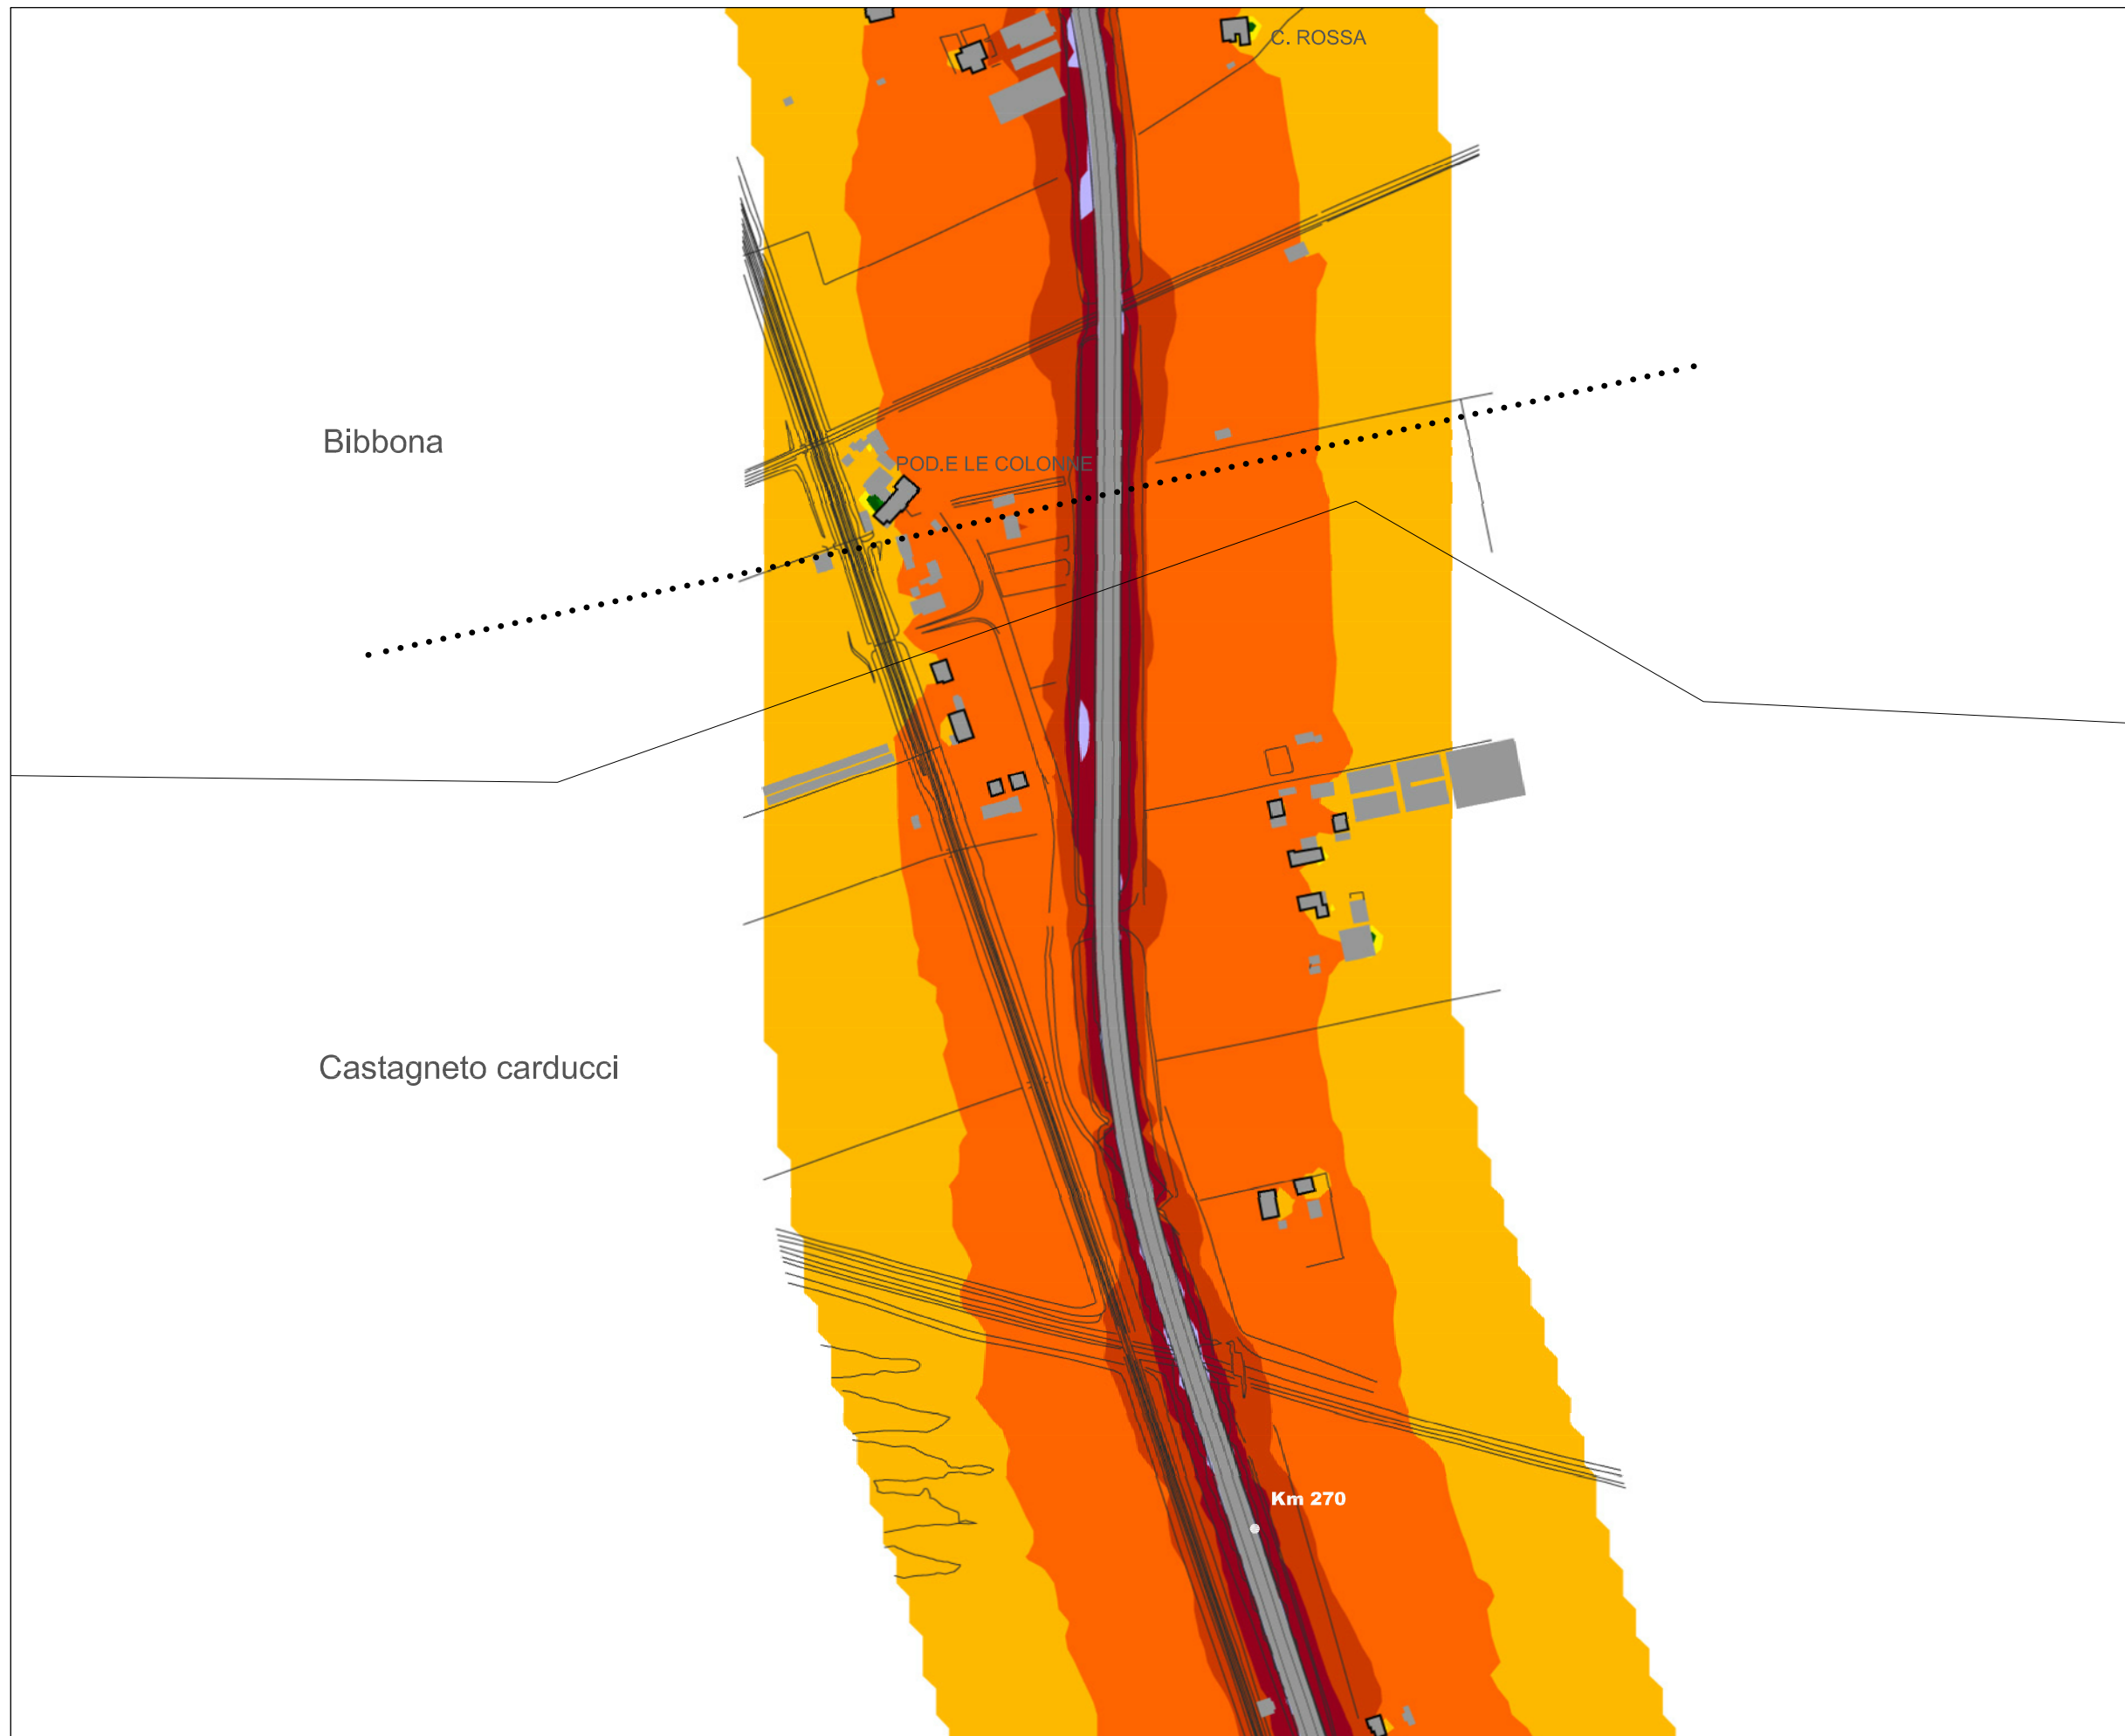 C. ROSSA
Bibbona
POD.E LE COLONNE
Castagneto carducci
Km 270